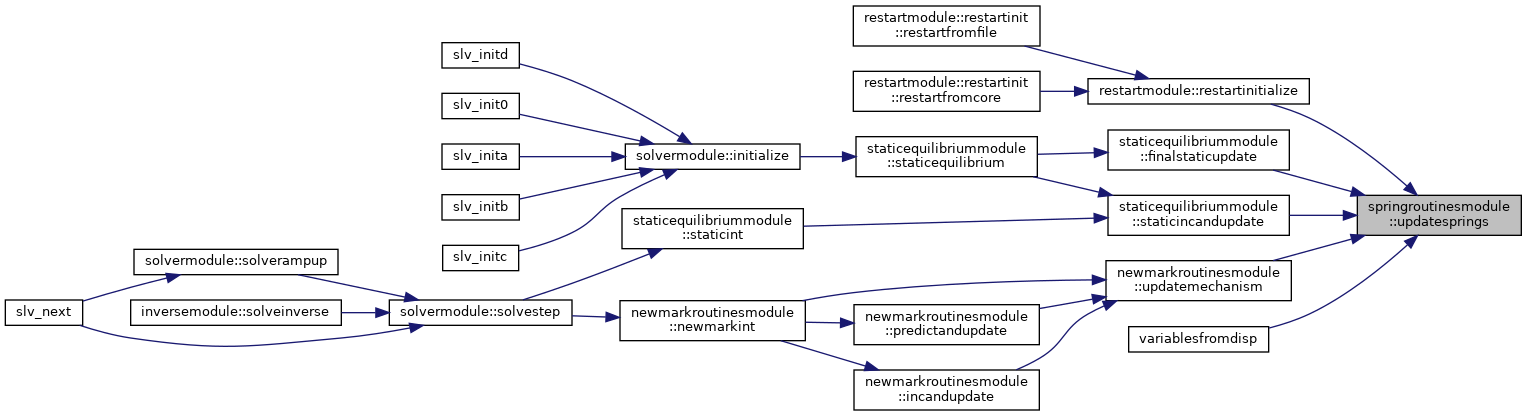 restartmodule::restartinit
::restartfromfile
slv_initd
restartmodule::restartinit
::restartfromcore
restartmodule::restartinitialize
slv_init0
staticequilibriummodule
::finalstaticupdate
staticequilibriummodule
::staticequilibrium
solvermodule::initialize
slv_inita
slv_initb
staticequilibriummodule
::staticincandupdate
springroutinesmodule
::updatesprings
staticequilibriummodule
::staticint
slv_initc
solvermodule::solverampup
newmarkroutinesmodule
::updatemechanism
slv_next
inversemodule::solveinverse
solvermodule::solvestep
newmarkroutinesmodule
::newmarkint
newmarkroutinesmodule
::predictandupdate
variablesfromdisp
newmarkroutinesmodule
::incandupdate